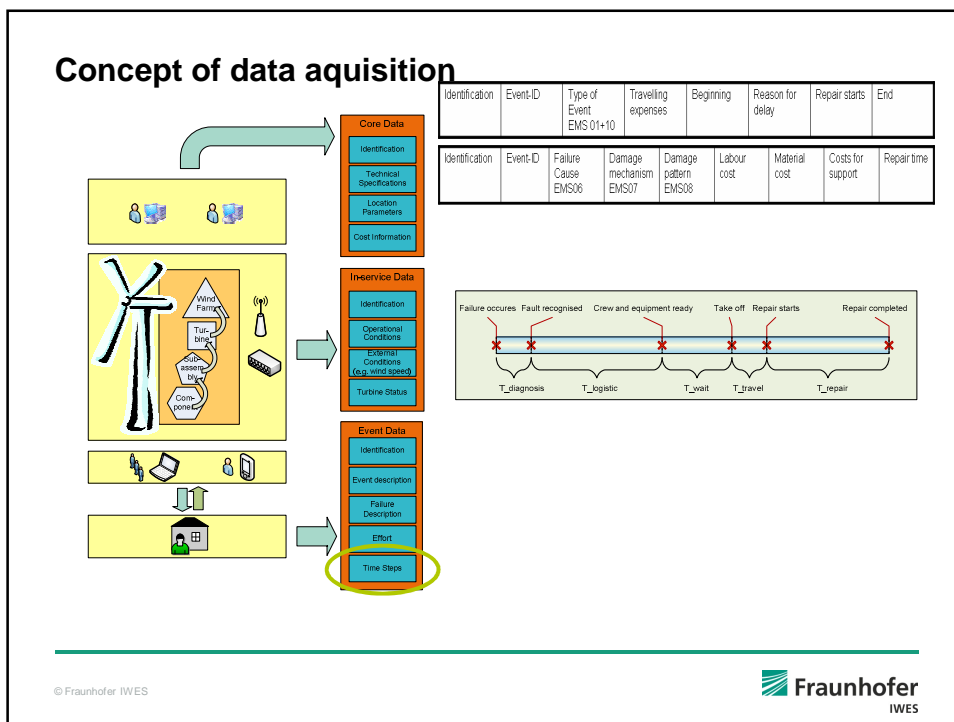 Concept of data aquisition
Identification Event-ID Type of Event EMS 01+10 Travelling expenses Beginning Reason for delay Repair starts End
Identification Event-ID Failure Cause EMS06 Damage mechanism EMS07 Damage pattern EMS08 Labour cost Material cost Costs for support Repair time
Core Data
Identification
Technical
Specifications
Location
Parameters
Cost Information
Wind
Farm
Tur-
bine
Sub-
assem-
bly
Com-
ponent
In-service Data
Identification
Operational
Conditions
External
Conditions
(e.g. wind speed)
Turbine Status
Event Data
Identification
Event description
Failure
Description
Effort
Time Steps
Failure occures Fault recognised Crew and equipment ready Take off Repair starts Repair completed
T_diagnosis T_logistic T_wait T_travel T_repair
© Fraunhofer IWES
Fraunhofer
IWES